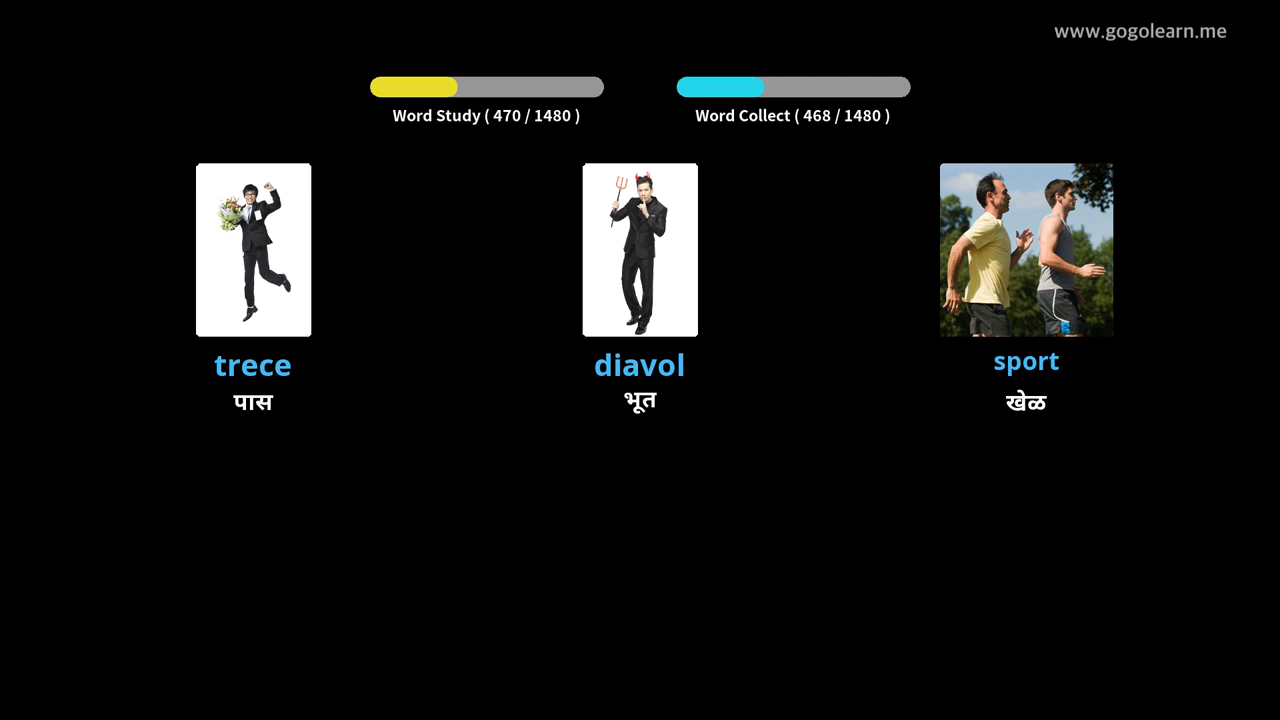 www.gogolearn.me
Word Study ( 470 / 1480 )
Word Collect ( 468 / 1480 )
trece
diavol
sport
पास
भूत
खेळ